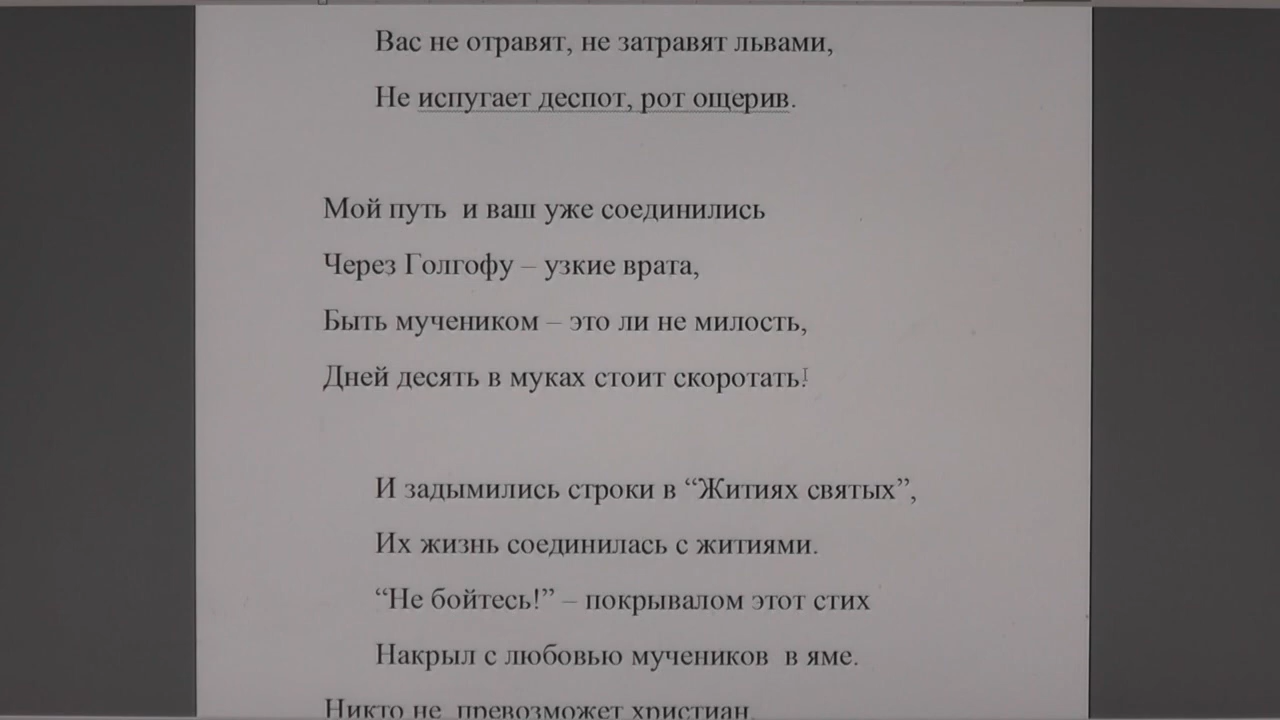 Вас не отравят, не затравят львами,
Не испугает деспот, рот ощерив.
Мой путь  и ваш уже соединились
Через Голгофу – узкие врата,
Быть мучеником – это ли не милость,
Дней десять в муках стоит скоротать!
И задымились строки в “Житиях святых”,
Их жизнь соединилась с житиями.
“Не бойтесь!” – покрывалом этот стих
Накрыл с любовью мучеников  в яме.
Никто не  превозможет христиан